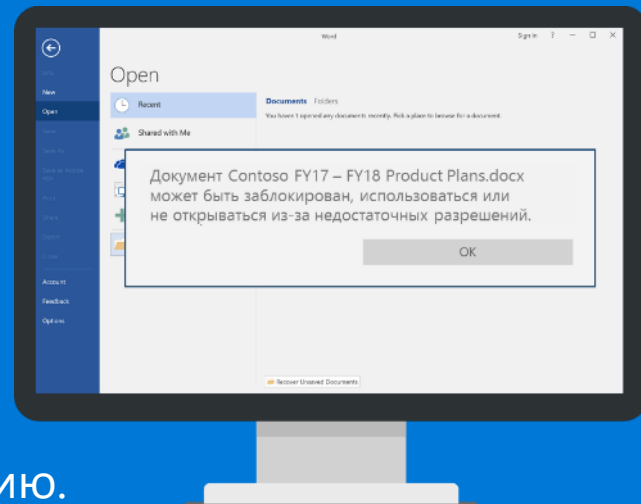 Word
Sign in ? — □ ×
Open
New
Open
Recent
Shared with Me
Documents Folders
You haven't opened any documents recently. Pick a place to browse for a document.
Документ Contoso FY17 – FY18 Product Plans.docx
может быть заблокирован, использоваться или
не открываться из-за недостаточных разрешений.
OK
Account
Feedback
Options
Recover Unsaved Documents
ию.